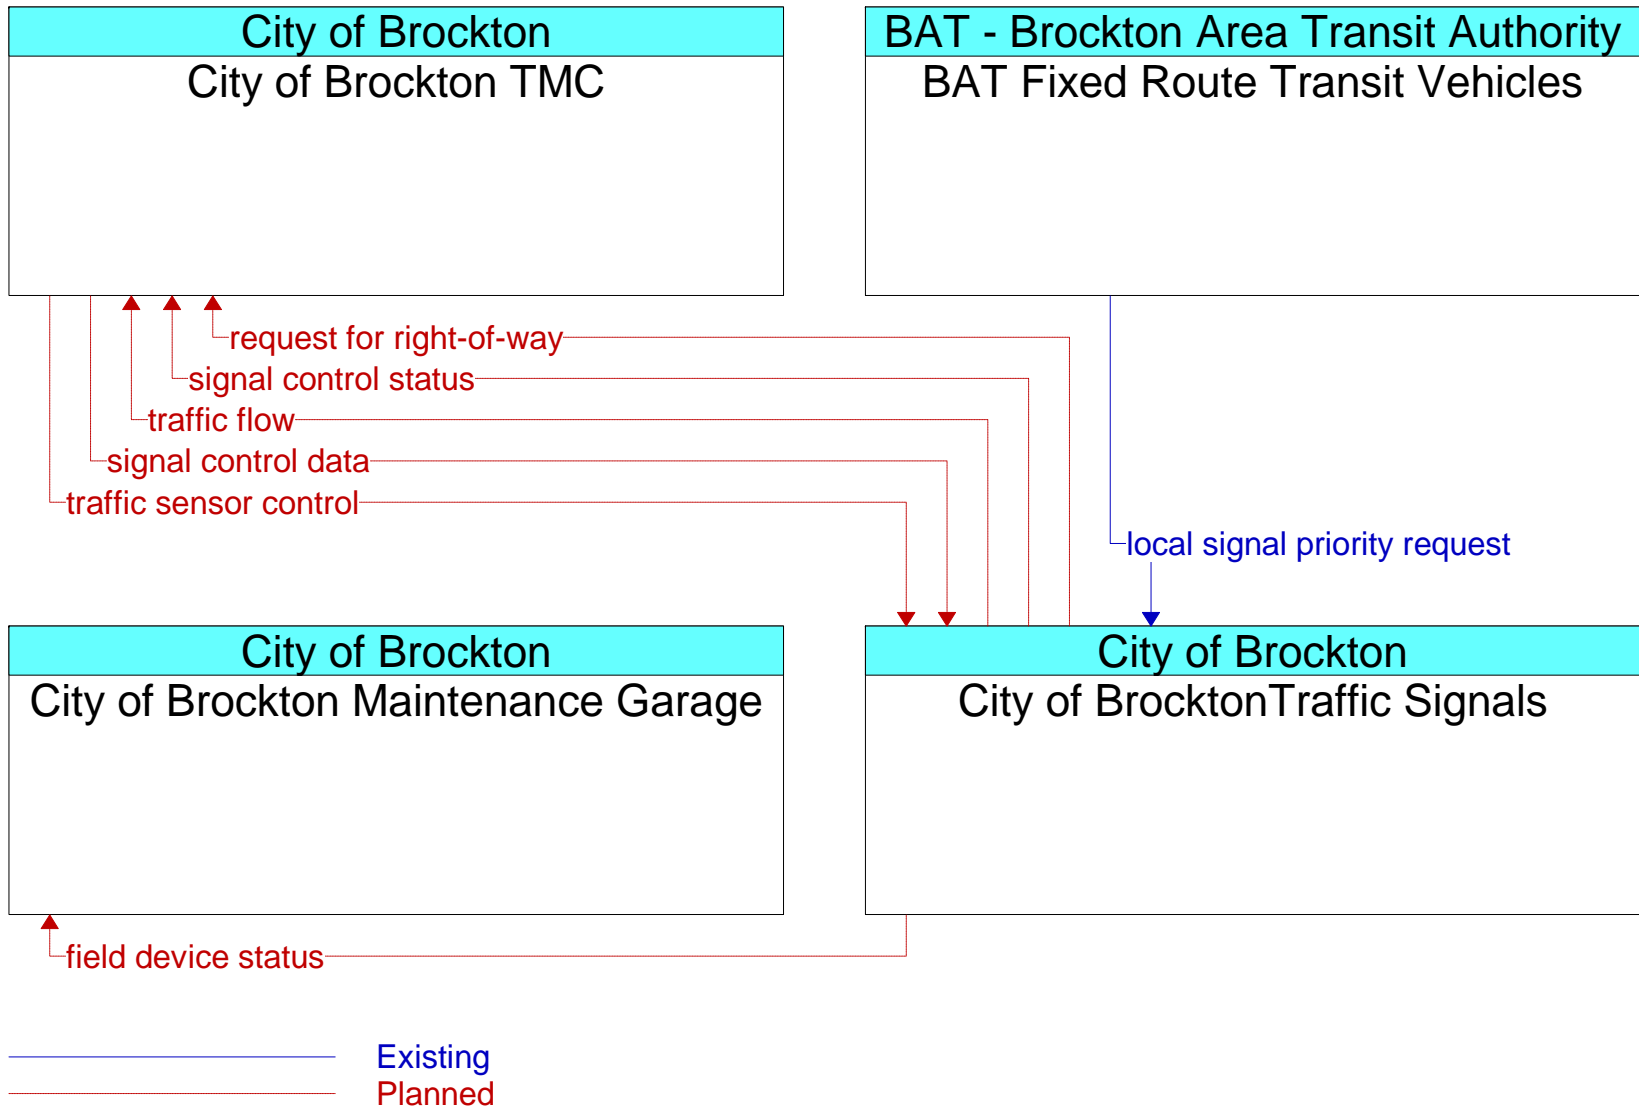 City of Brockton
City of Brockton TMC
BAT - Brockton Area Transit Authority
BAT Fixed Route Transit Vehicles
request for right-of-way
signal control status
traffic flow
signal control data
traffic sensor control
local signal priority request
City of Brockton
City of Brockton Maintenance Garage
City of Brockton
City of BrocktonTraffic Signals
field device status
Existing
Planned